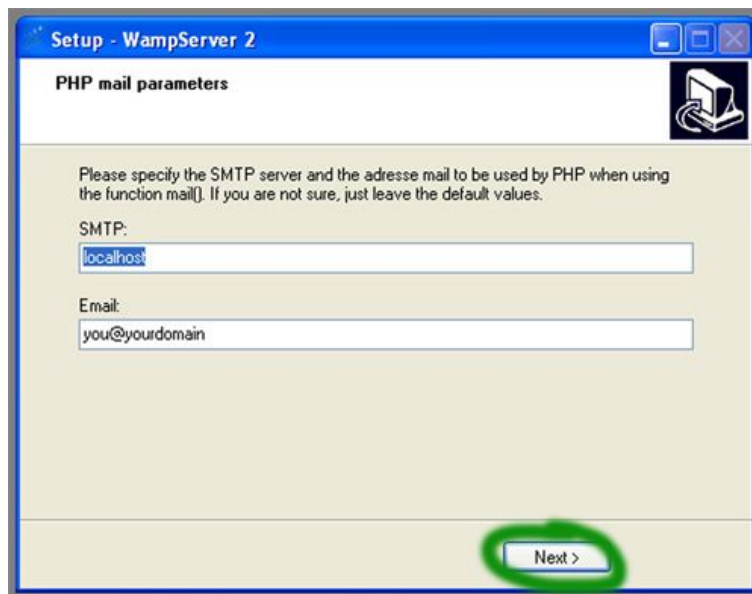 Setup - WampServer 2
PHP mail parameters
Please specify the SMTP server and the adresse mail to be used by PHP when using
the function mail(). If you are not sure, just leave the default values.
SMTP:
localhost
Email:
you@yourdomain
Next >